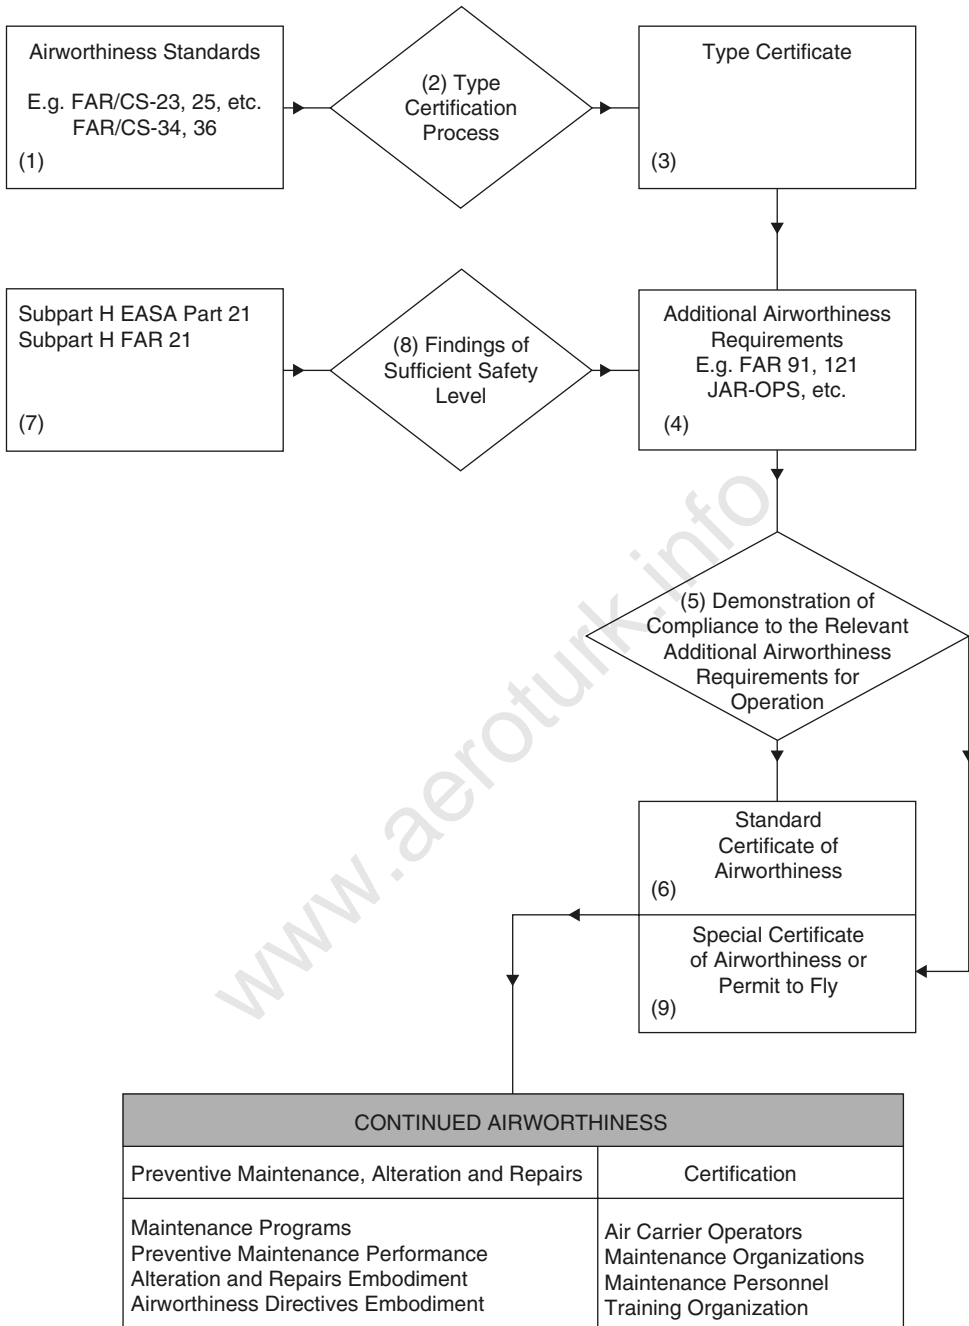 Airworthiness Standards
E.g. FAR/CS-23, 25, etc.
FAR/CS-34, 36
(1)
(2) Type
Certification
Process
Type Certificate
(3)
Subpart H EASA Part 21
Subpart H FAR 21
(7)
(8) Findings of
Sufficient Safety
Level
Additional Airworthiness
Requirements
E.g. FAR 91, 121
JAR-OPS, etc.
(4)
(5) Demonstration of
Compliance to the Relevant
Additional Airworthiness
Requirements for
Operation
Standard
Certificate of
Airworthiness
(6)
Special Certificate
of Airworthiness or
Permit to Fly
(9)
www.aeroturk.info
CONTINUED AIRWORTHINESS
Preventive Maintenance, Alteration and Repairs
Certification
Maintenance Programs
Preventive Maintenance Performance
Alteration and Repairs Embodiment
Airworthiness Directives Embodiment
Air Carrier Operators
Maintenance Organizations
Maintenance Personnel
Training Organization